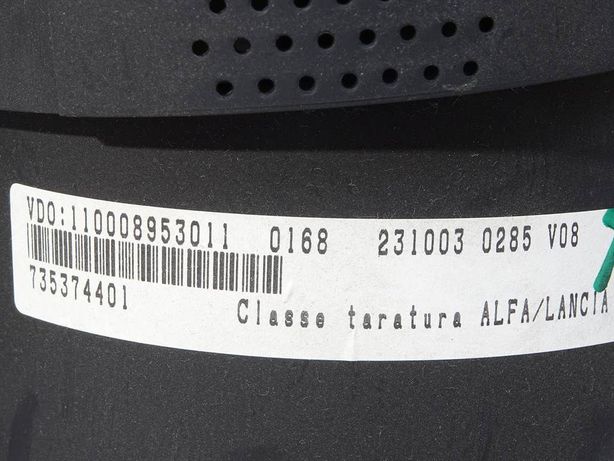 VDO:110008953011 0168 231003 0285 V08
735374401
Classe taratura ALFA/LANCIA